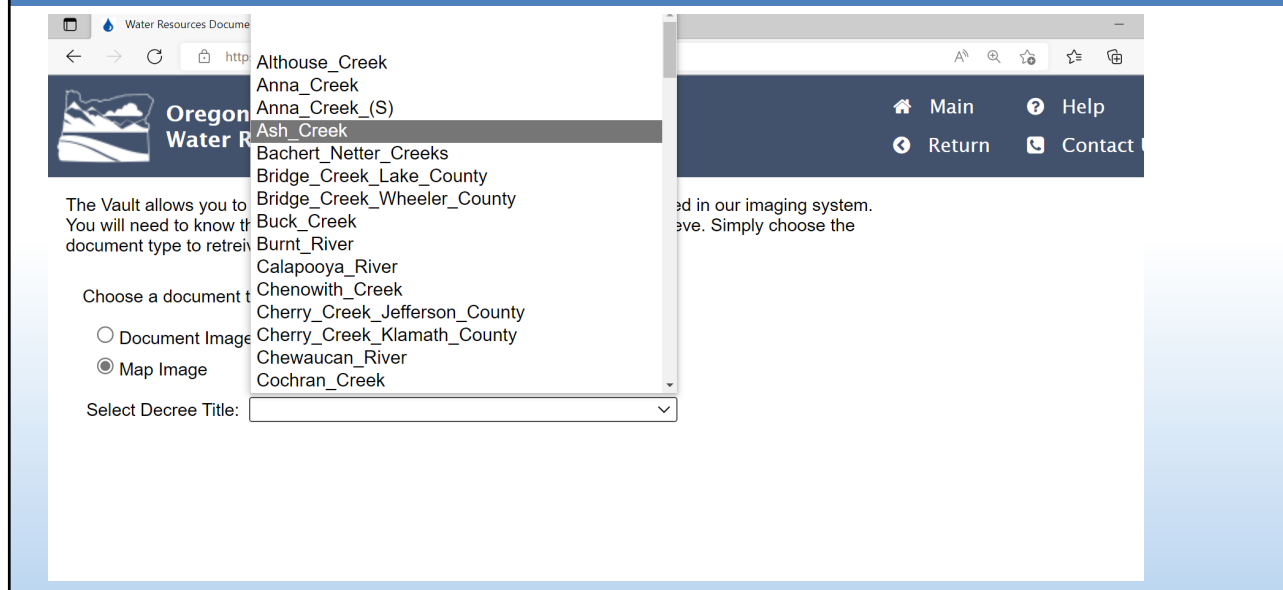 Water Resources Docume
http
Oregon
Water R
Main
Help
Return
Contact
Althouse_Creek
Anna_Creek
Anna_Creek_(S)
Ash_Creek
Bachert_Netter_Creeks
Bridge_Creek_Lake_County
Bridge_Creek_Wheeler_County
Buck_Creek
Burnt_River
Calapooya_River
Chenowith_Creek
Cherry_Creek_Jefferson_County
Cherry_Creek_Klamath_County
Chewaucan_River
Cochran_Creek
The Vault allows you to ed in our imaging system.
You will need to know th eve. Simply choose the
document type to retreiv
Choose a document t
Document Image
Map Image
Select Decree Title: